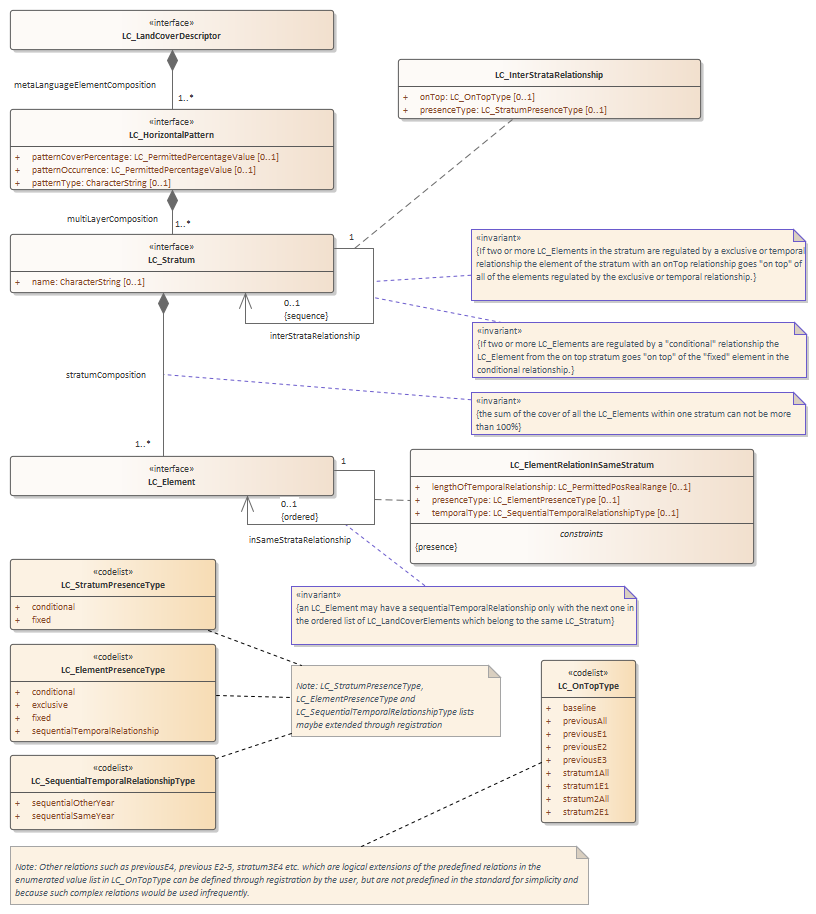 «interface»
LC_LandCoverDescriptor
metaLanguageElementComposition
1..*
«interface»
LC_HorizontalPattern
+ patternCoverPercentage: LC_PermittedPercentageValue [0..1]
+ patternOccurrence: LC_PermittedPercentageValue [0..1]
+ patternType: CharacterString [0..1]
multiLayerComposition
1..*
«interface»
LC_Stratum
+ name: CharacterString [0..1]
1
0..1
{sequence}
interStrataRelationship
LC_InterStrataRelationship
+ onTop: LC_OnTopType [0..1]
+ presenceType: LC_StratumPresenceType [0..1]
«invariant»
{If two or more LC_Elements in the stratum are regulated by a exclusive or temporal
relationship the element of the stratum with an onTop relationship goes "on top" of
all of the elements regulated by the exclusive or temporal relationship.}
«invariant»
{If two or more LC_Elements are regulated by a "conditional" relationship the
LC_Element from the on top stratum goes "on top" of the "fixed" element in the
conditional relationship.}
«invariant»
{the sum of the cover of all the LC_Elements within one stratum can not be more
than 100%}
stratumComposition
1..*
«interface»
LC_Element
1
0..1
{ordered}
inSameStrataRelationship
LC_ElementRelationInSameStratum
+ lengthOfTemporalRelationship: LC_PermittedPosRealRange [0..1]
+ presenceType: LC_ElementPresenceType [0..1]
+ temporalType: LC_SequentialTemporalRelationshipType [0..1]
constraints
{presence}
«invariant»
{an LC_Element may have a sequentialTemporalRelationship only with the next one in
the ordered list of LC_LandCoverElements which belong to the same LC_Stratum}
«codelist»
LC_StratumPresenceType
+ conditional
+ fixed
«codelist»
LC_ElementPresenceType
+ conditional
+ exclusive
+ fixed
+ sequentialTemporalRelationship
«codelist»
LC_SequentialTemporalRelationshipType
+ sequentialOtherYear
+ sequentialSameYear
Note: LC_StratumPresenceType,
LC_ElementPresenceType and
LC_SequentialTemporalRelationshipType lists
maybe extended through registration
«codelist»
LC_OnTopType
+ baseline
+ previousAll
+ previousE1
+ previousE2
+ previousE3
+ stratum1All
+ stratum1E1
+ stratum2All
+ stratum2E1
Note: Other relations such as previousE4, previous E2-5, stratum3E4 etc. which are logical extensions of the predefined relations in the
enumerated value list in LC_OnTopType can be defined through registration by the user, but are not predefined in the standard for simplicity and
because such complex relations would be used infrequently.